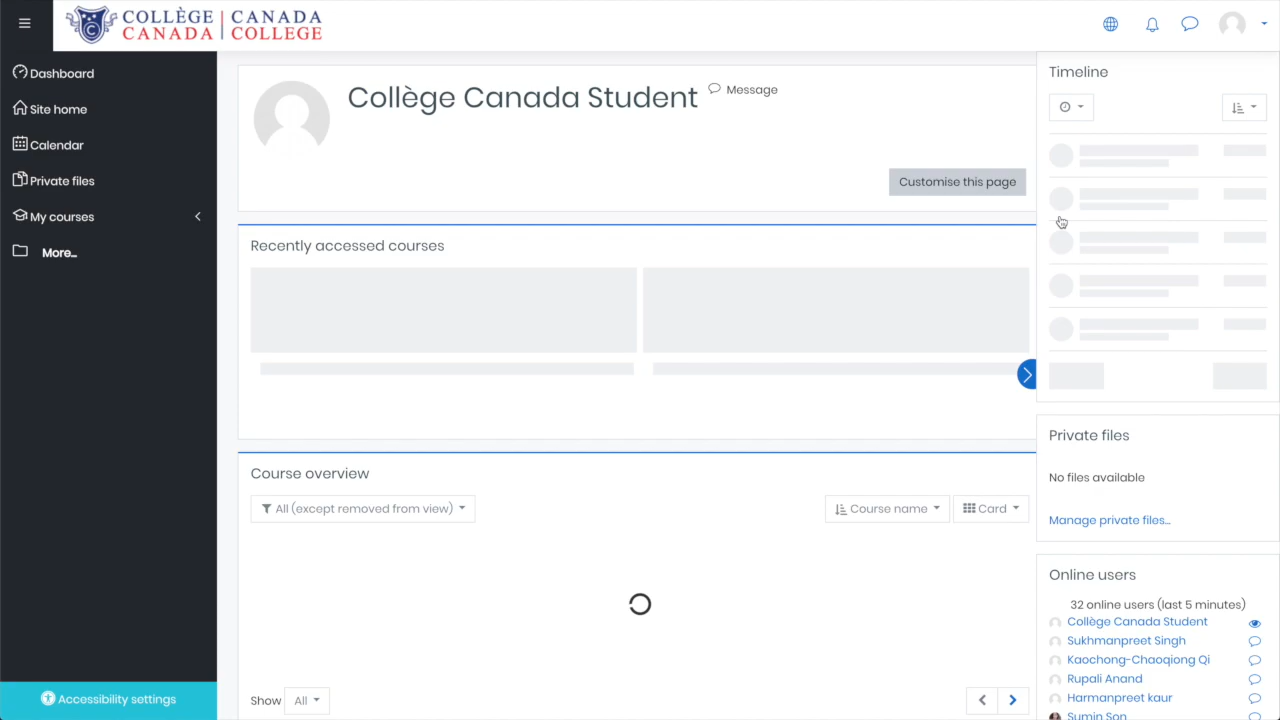 COLLÈGE CANADA
CANADA COLLEGE
Dashboard
Site home
Calendar
Private files
My courses
More...
Accessibility settings
Collège Canada Student
Message
Customise this page
Recently accessed courses
Course overview
All (except removed from view)
Course name
Card
Show
All
Timeline
Private files
No files available
Manage private files...
Online users
32 online users (last 5 minutes)
Collège Canada Student
Sukhmanpreet Singh
Kaochong-Chaoqiong Qi
Rupali Anand
Harmanpreet kaur
Sumin Son